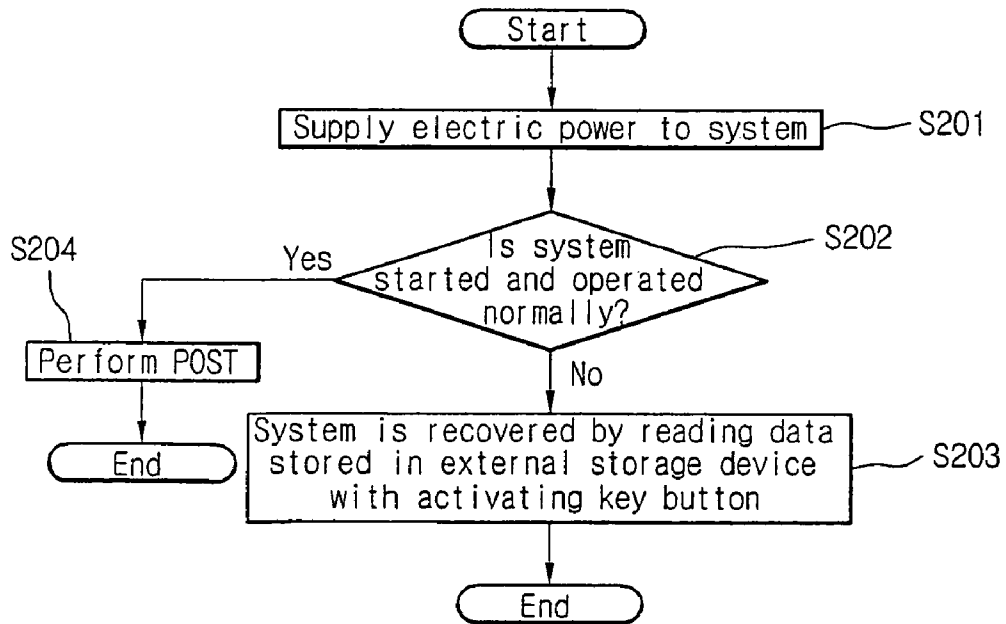 Start
Supply electric power to system
S201
Is system
started and operated
normally?
S202
Yes
S204
Perform POST
End
No
System is recovered by reading data
stored in external storage device
with activating key button
S203
End